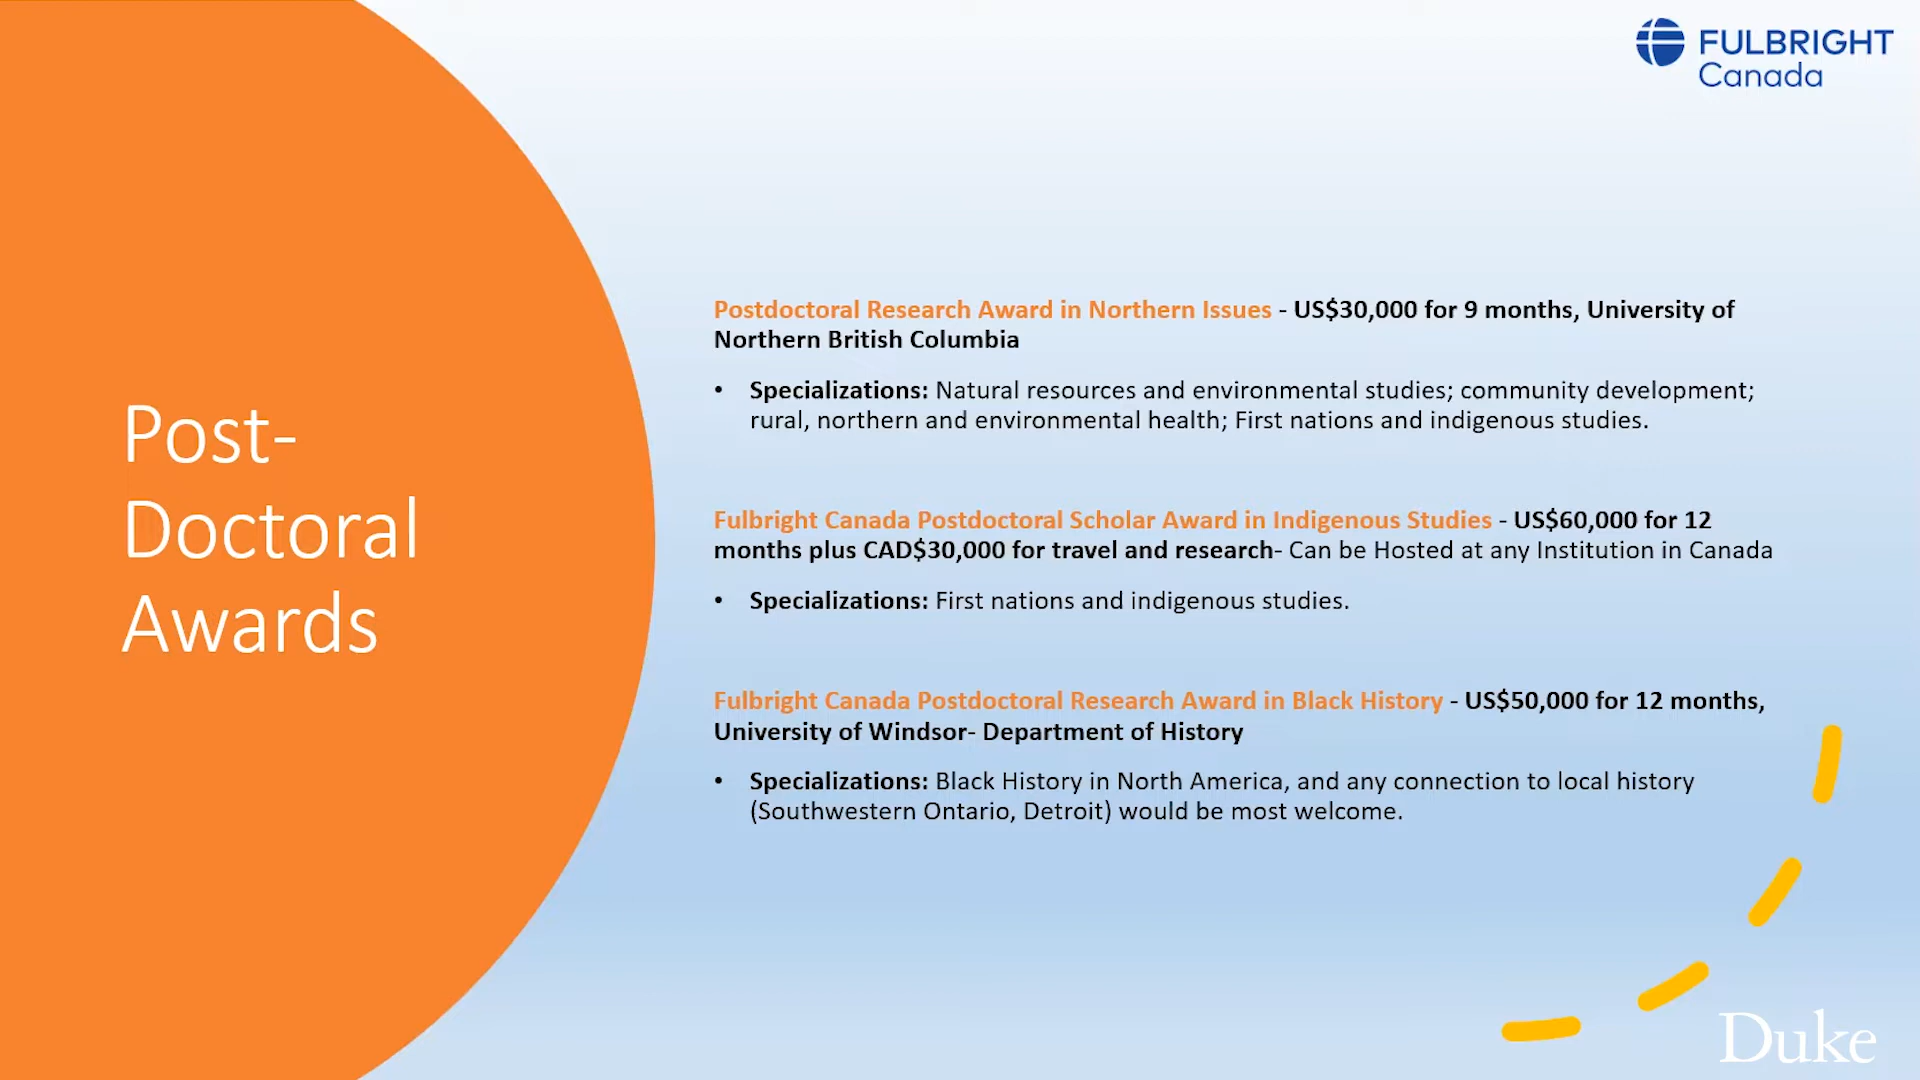 FULBRIGHT
Canada
Post-
Doctoral
Awards
Postdoctoral Research Award in Northern Issues - US$30,000 for 9 months, University of
Northern British Columbia
• Specializations: Natural resources and environmental studies; community development;
rural, northern and environmental health; First nations and indigenous studies.
Fulbright Canada Postdoctoral Scholar Award in Indigenous Studies - US$60,000 for 12
months plus CAD$30,000 for travel and research- Can be Hosted at any Institution in Canada
• Specializations: First nations and indigenous studies.
Fulbright Canada Postdoctoral Research Award in Black History - US$50,000 for 12 months,
University of Windsor- Department of History
• Specializations: Black History in North America, and any connection to local history
(Southwestern Ontario, Detroit) would be most welcome.
Duke